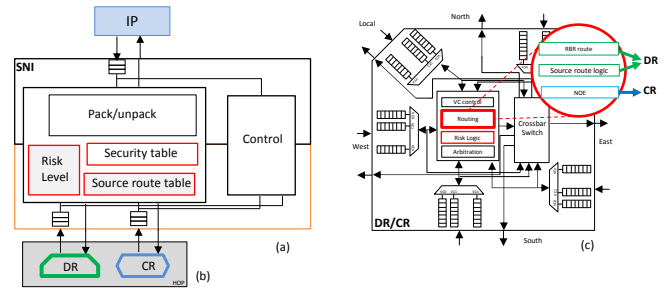 IP
SNI
Pack/unpack
Control
Risk
Level
Security table
Source route table
(a)
DR
CR
(b)
HOP
Local
North
RBR route
Source route logic
NOE
DR
CR
VC control
Routing
Risk Logic
Arbitration
Crossbar
Switch
West
East
DR/CR
South
(c)